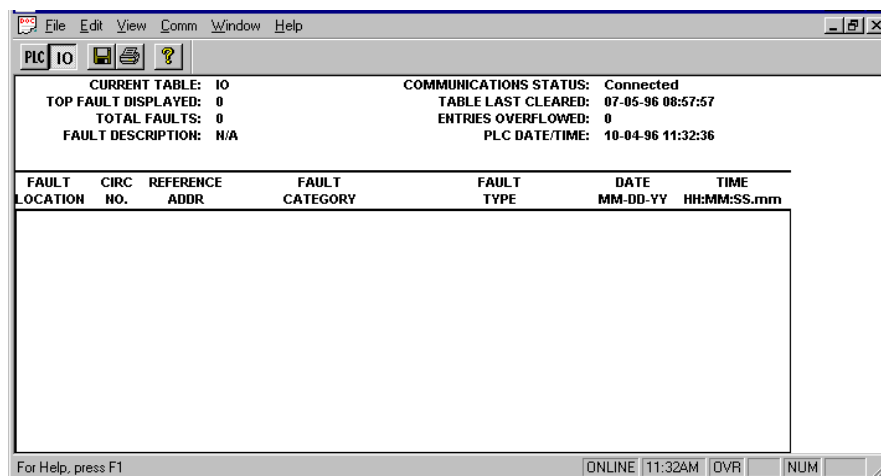 File Edit View Comm Window Help
PLC IO ?
CURRENT TABLE: IO COMMUNICATIONS STATUS: Connected
TOP FAULT DISPLAYED: 0 TABLE LAST CLEARED: 07-05-96 08:57:57
TOTAL FAULTS: 0 ENTRIES OVERFLOWED: 0
FAULT DESCRIPTION: N/A PLC DATE/TIME: 10-04-96 11:32:36
FAULT CIRC REFERENCE FAULT FAULT DATE TIME
LOCATION NO. ADDR CATEGORY TYPE MM-DD-YY HH:MM:SS.mm
For Help, press F1 ONLINE 11:32AM OVR NUM